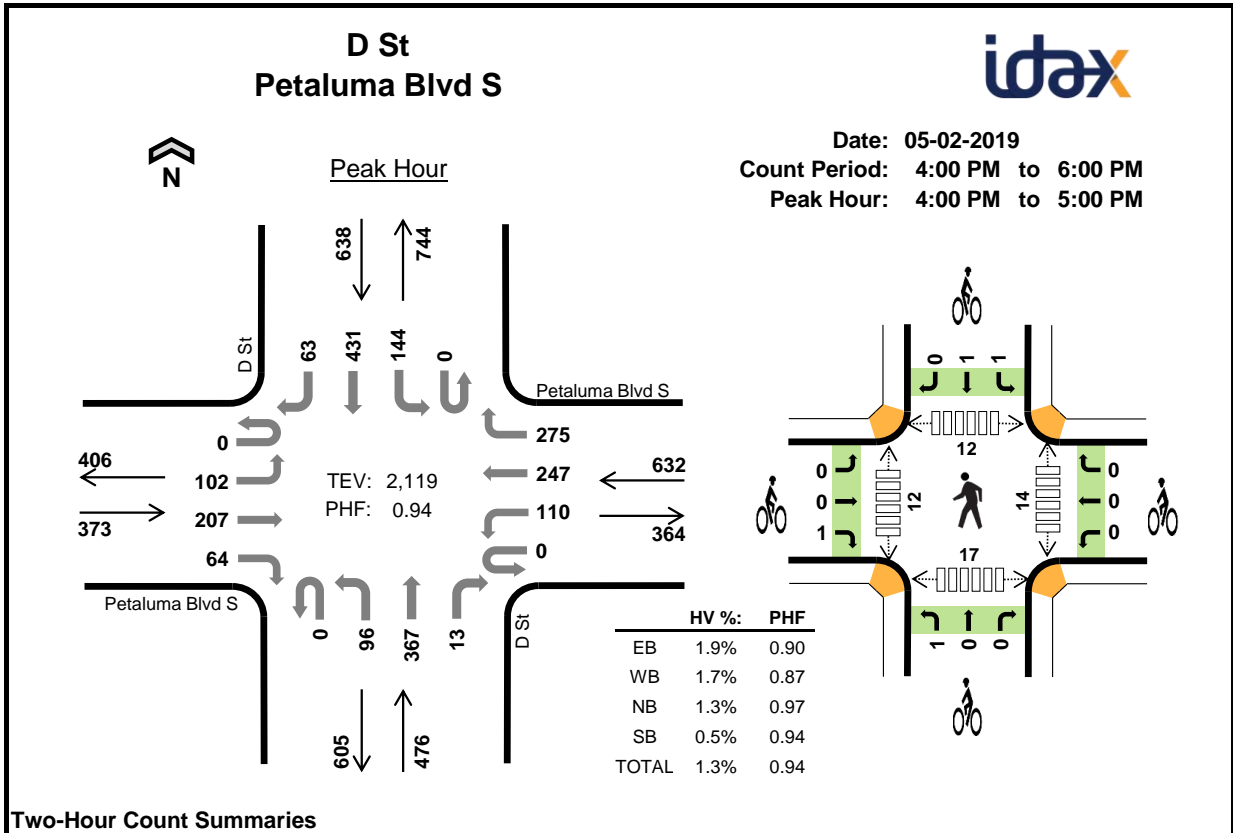 D St
Petaluma Blvd S
idax
Date: 05-02-2019
Count Period: 4:00 PM to 6:00 PM
Peak Hour: 4:00 PM to 5:00 PM
N
Peak Hour
638
744
D St
63
431
144
0
Petaluma Blvd S
0
102
207
64
406
373
TEV: 2,119
PHF: 0.94
275
247
110
0
632
364
Petaluma Blvd S
0
96
367
13
D St
605
476
HV %: PHF
EB 1.9% 0.90
WB 1.7% 0.87
NB 1.3% 0.97
SB 0.5% 0.94
TOTAL 1.3% 0.94
0 1 1
12
0
0
1
12
14
0
0
0
17
1 0 0
Two-Hour Count Summaries